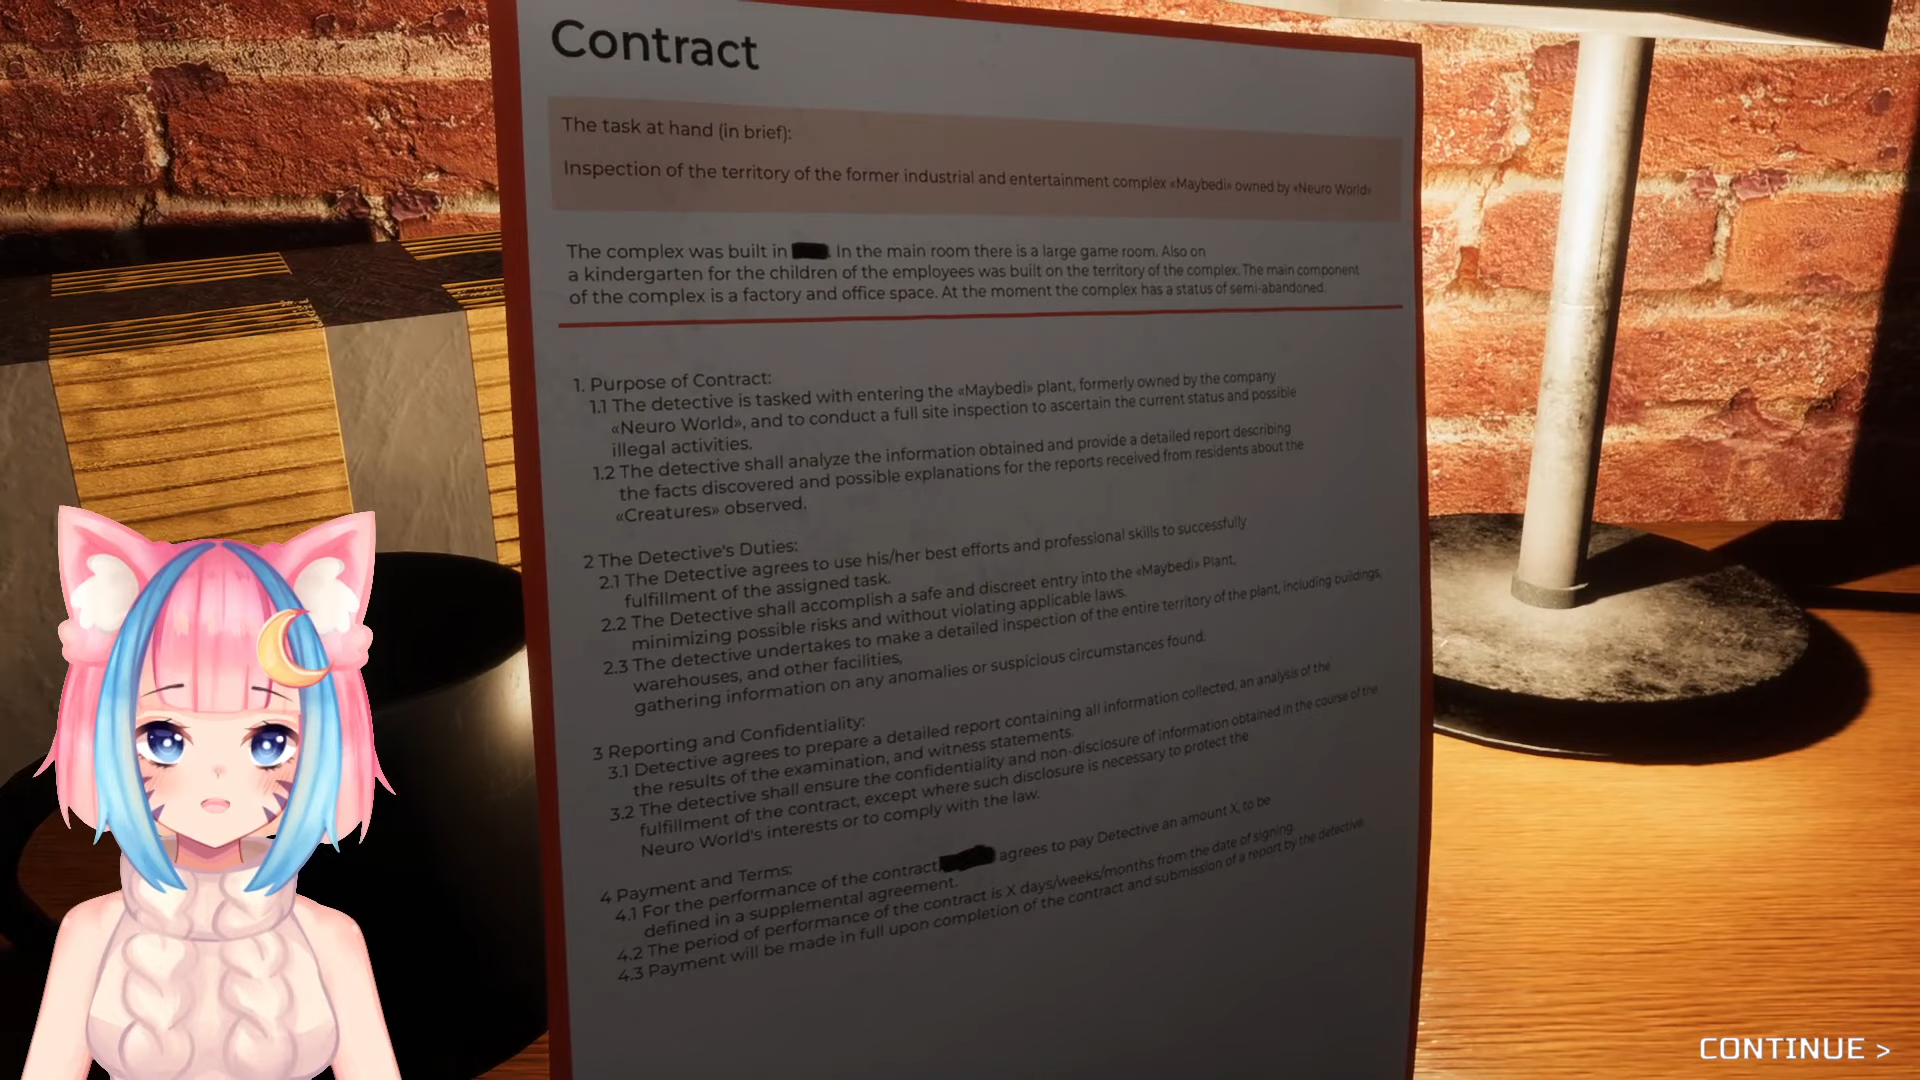 Contract
The task at hand (in brief):
Inspection of the territory of the former industrial and entertainment complex «Maybedi» owned by «Neuro World»
The complex was built in In the main room there is a large game room. Also on
a kindergarten for the children of the employees was built on the territory of the complex. The main component
of the complex is a factory and office space. At the moment the complex has a status of semi-abandoned.
1. Purpose of Contract:
1.1 The detective is tasked with entering the «Maybedi» plant, formerly owned by the company
«Neuro World», and to conduct a full site inspection to ascertain the current status and possible
illegal activities.
1.2 The detective shall analyze the information obtained and provide a detailed report describing
the facts discovered and possible explanations for the reports received from residents about the
«Creatures» observed.
2 The Detective's Duties:
2.1 The Detective agrees to use his/her best efforts and professional skills to successfully
fulfillment of the assigned task.
2.2 The Detective shall accomplish a safe and discreet entry into the «Maybedi» Plant,
minimizing possible risks and without violating applicable laws.
2.3 The detective undertakes to make a detailed inspection of the entire territory of the plant, including buildings,
warehouses, and other facilities,
gathering information on any anomalies or suspicious circumstances found.
3 Reporting and Confidentiality:
3.1 Detective agrees to prepare a detailed report containing all information collected, an analysis of the
the results of the examination, and witness statements.
3.2 The detective shall ensure the confidentiality and non-disclosure of information obtained in the course of the
fulfillment of the contract, except where such disclosure is necessary to protect the
Neuro World's interests or to comply with the law.
4 Payment and Terms:
4.1 For the performance of the contract, agrees to pay Detective an amount X, to be
defined in a supplemental agreement.
4.2 The period of performance of the contract is X days/weeks/months from the date of signing.
4.3 Payment will be made in full upon completion of the contract and submission of a report by the detective.
CONTINUE >